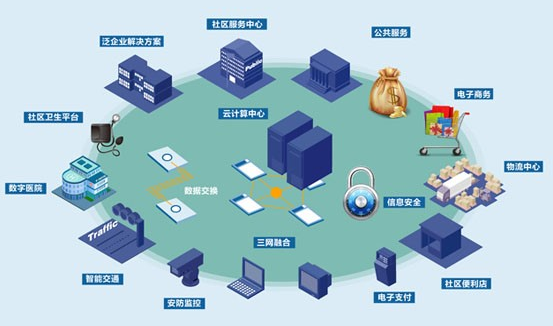 社区服务中心
公共服务
泛企业解决方案
Public
电子商务
云计算中心
社区卫生平台
物流中心
数字医院
数据交换
信息安全
Traffic
三网融合
智能交通
社区便利店
安防监控
电子支付